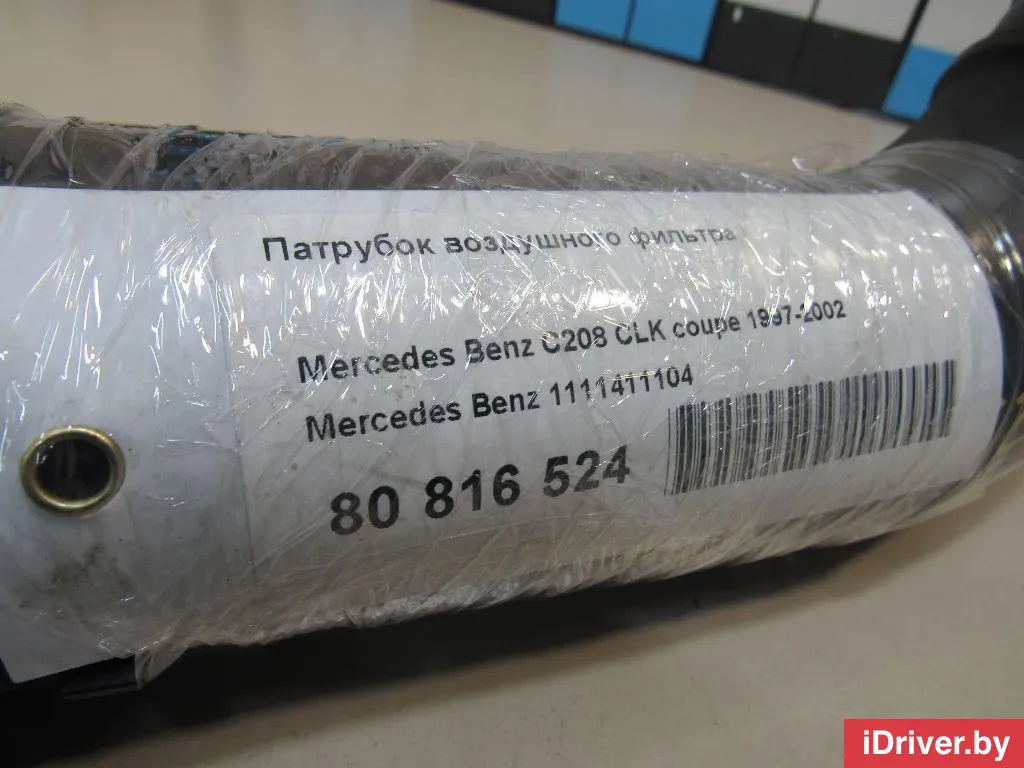 Патрубок воздушного фильтра
Mercedes Benz C208 CLK coupe 1997-2002
Mercedes Benz 1111411104
80 816 524
iDriver.by